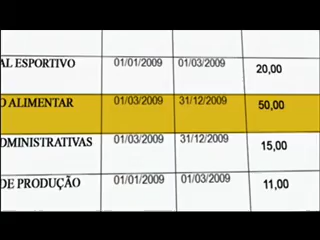 AL ESPORTIVO 01/01/2009 01/03/2009 20,00
O ALIMENTAR 01/03/2009 31/12/2009 50,00
DMINISTRATIVAS 01/03/2009 31/12/2009 15,00
DE PRODUÇÃO 01/01/2009 01/03/2009 11,00